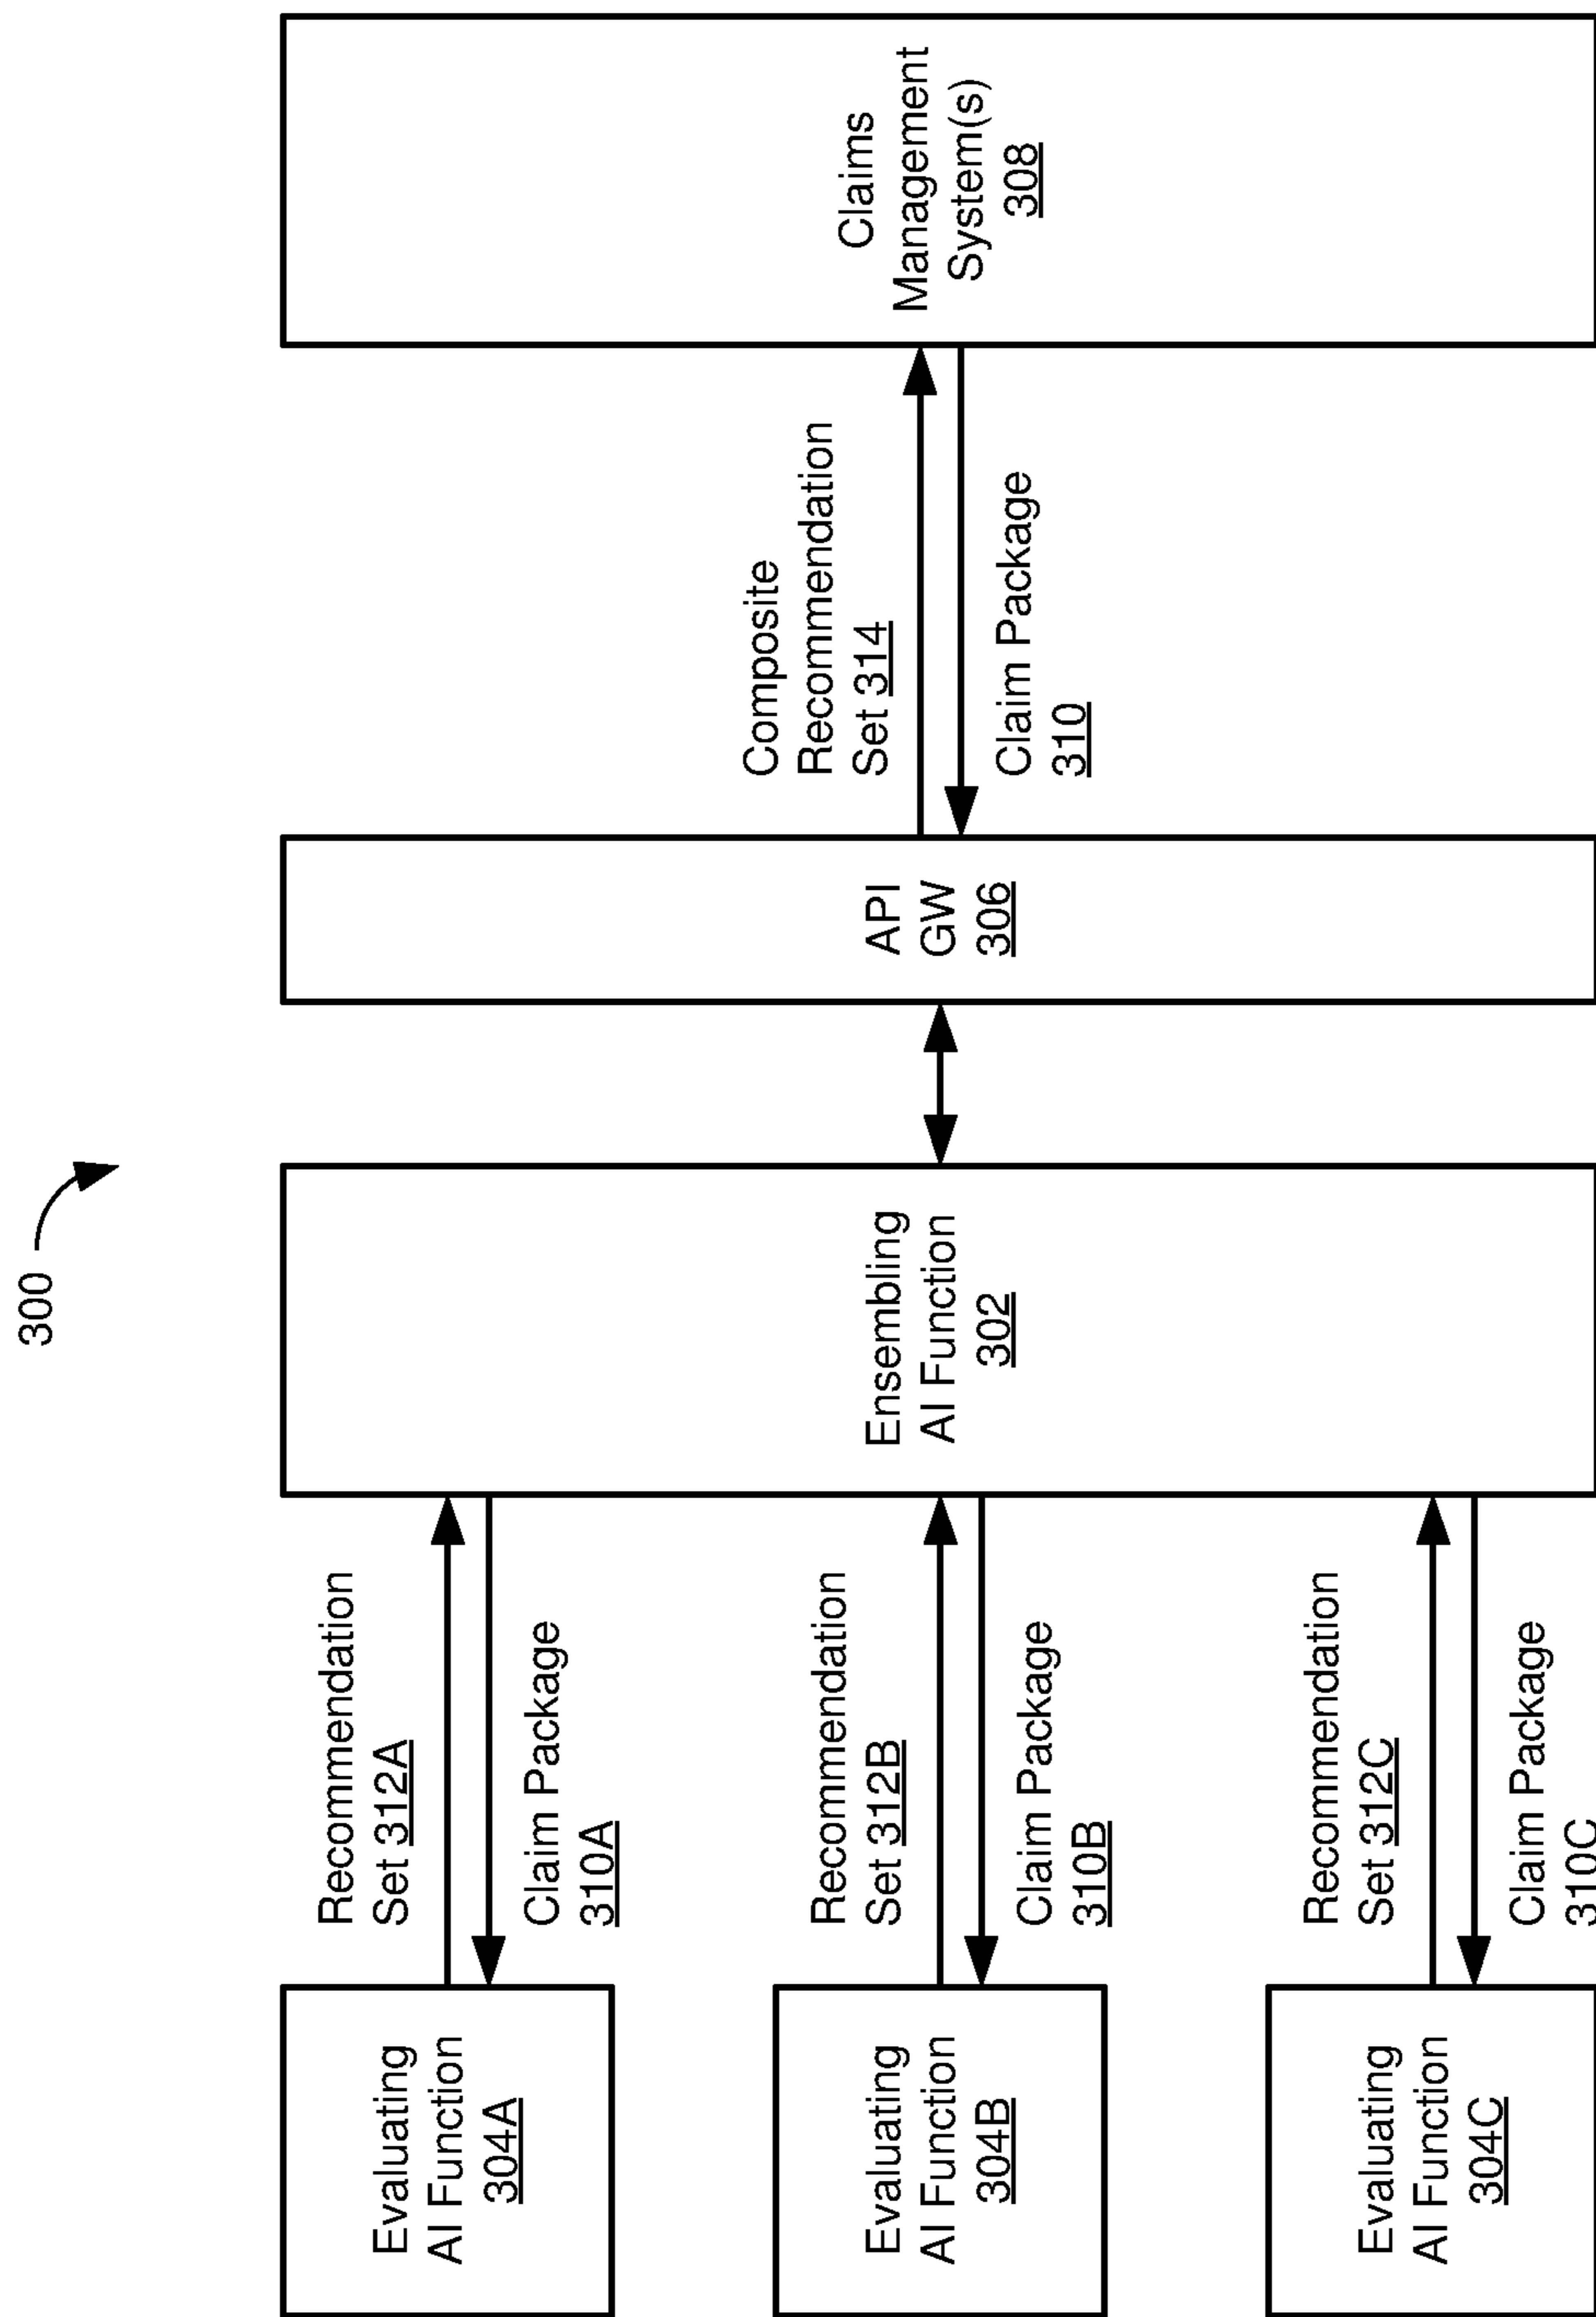 300
Evaluating
AI Function
304A
Recommendation
Set 312A
Claim Package
310A
Evaluating
AI Function
304B
Recommendation
Set 312B
Claim Package
310B
Evaluating
AI Function
304C
Recommendation
Set 312C
Claim Package
310C
Ensembling
AI Function
302
API
GW
306
Composite
Recommendation
Set 314
Claim Package
310
Claims
Management
System(s)
308